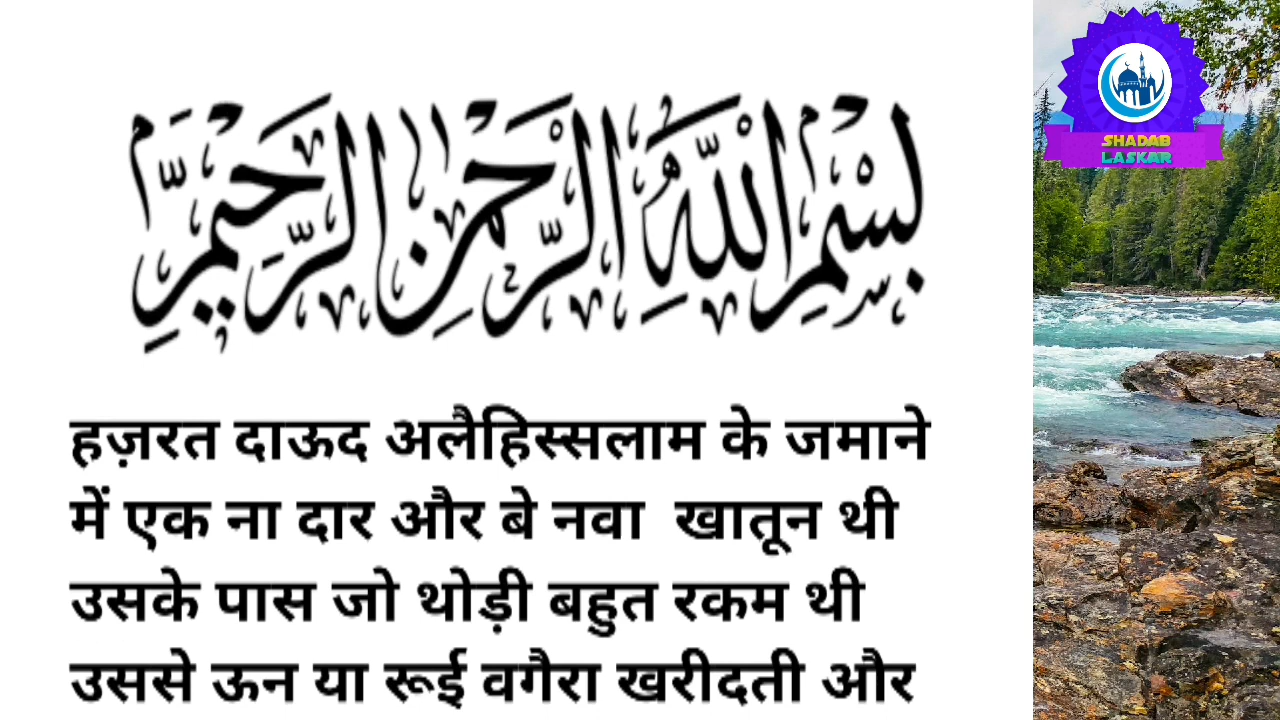 بِسْمِ اللَّهِ الرَّحْمَٰنِ الرَّحِيمِ
SHADAB
LASKAR
हज़रत दाऊद अलैहिस्सलाम के जमाने
में एक ना दार और बे नवा खातून थी
उसके पास जो थोड़ी बहुत रकम थी
उससे ऊन या रूई वगैरा खरीदती और